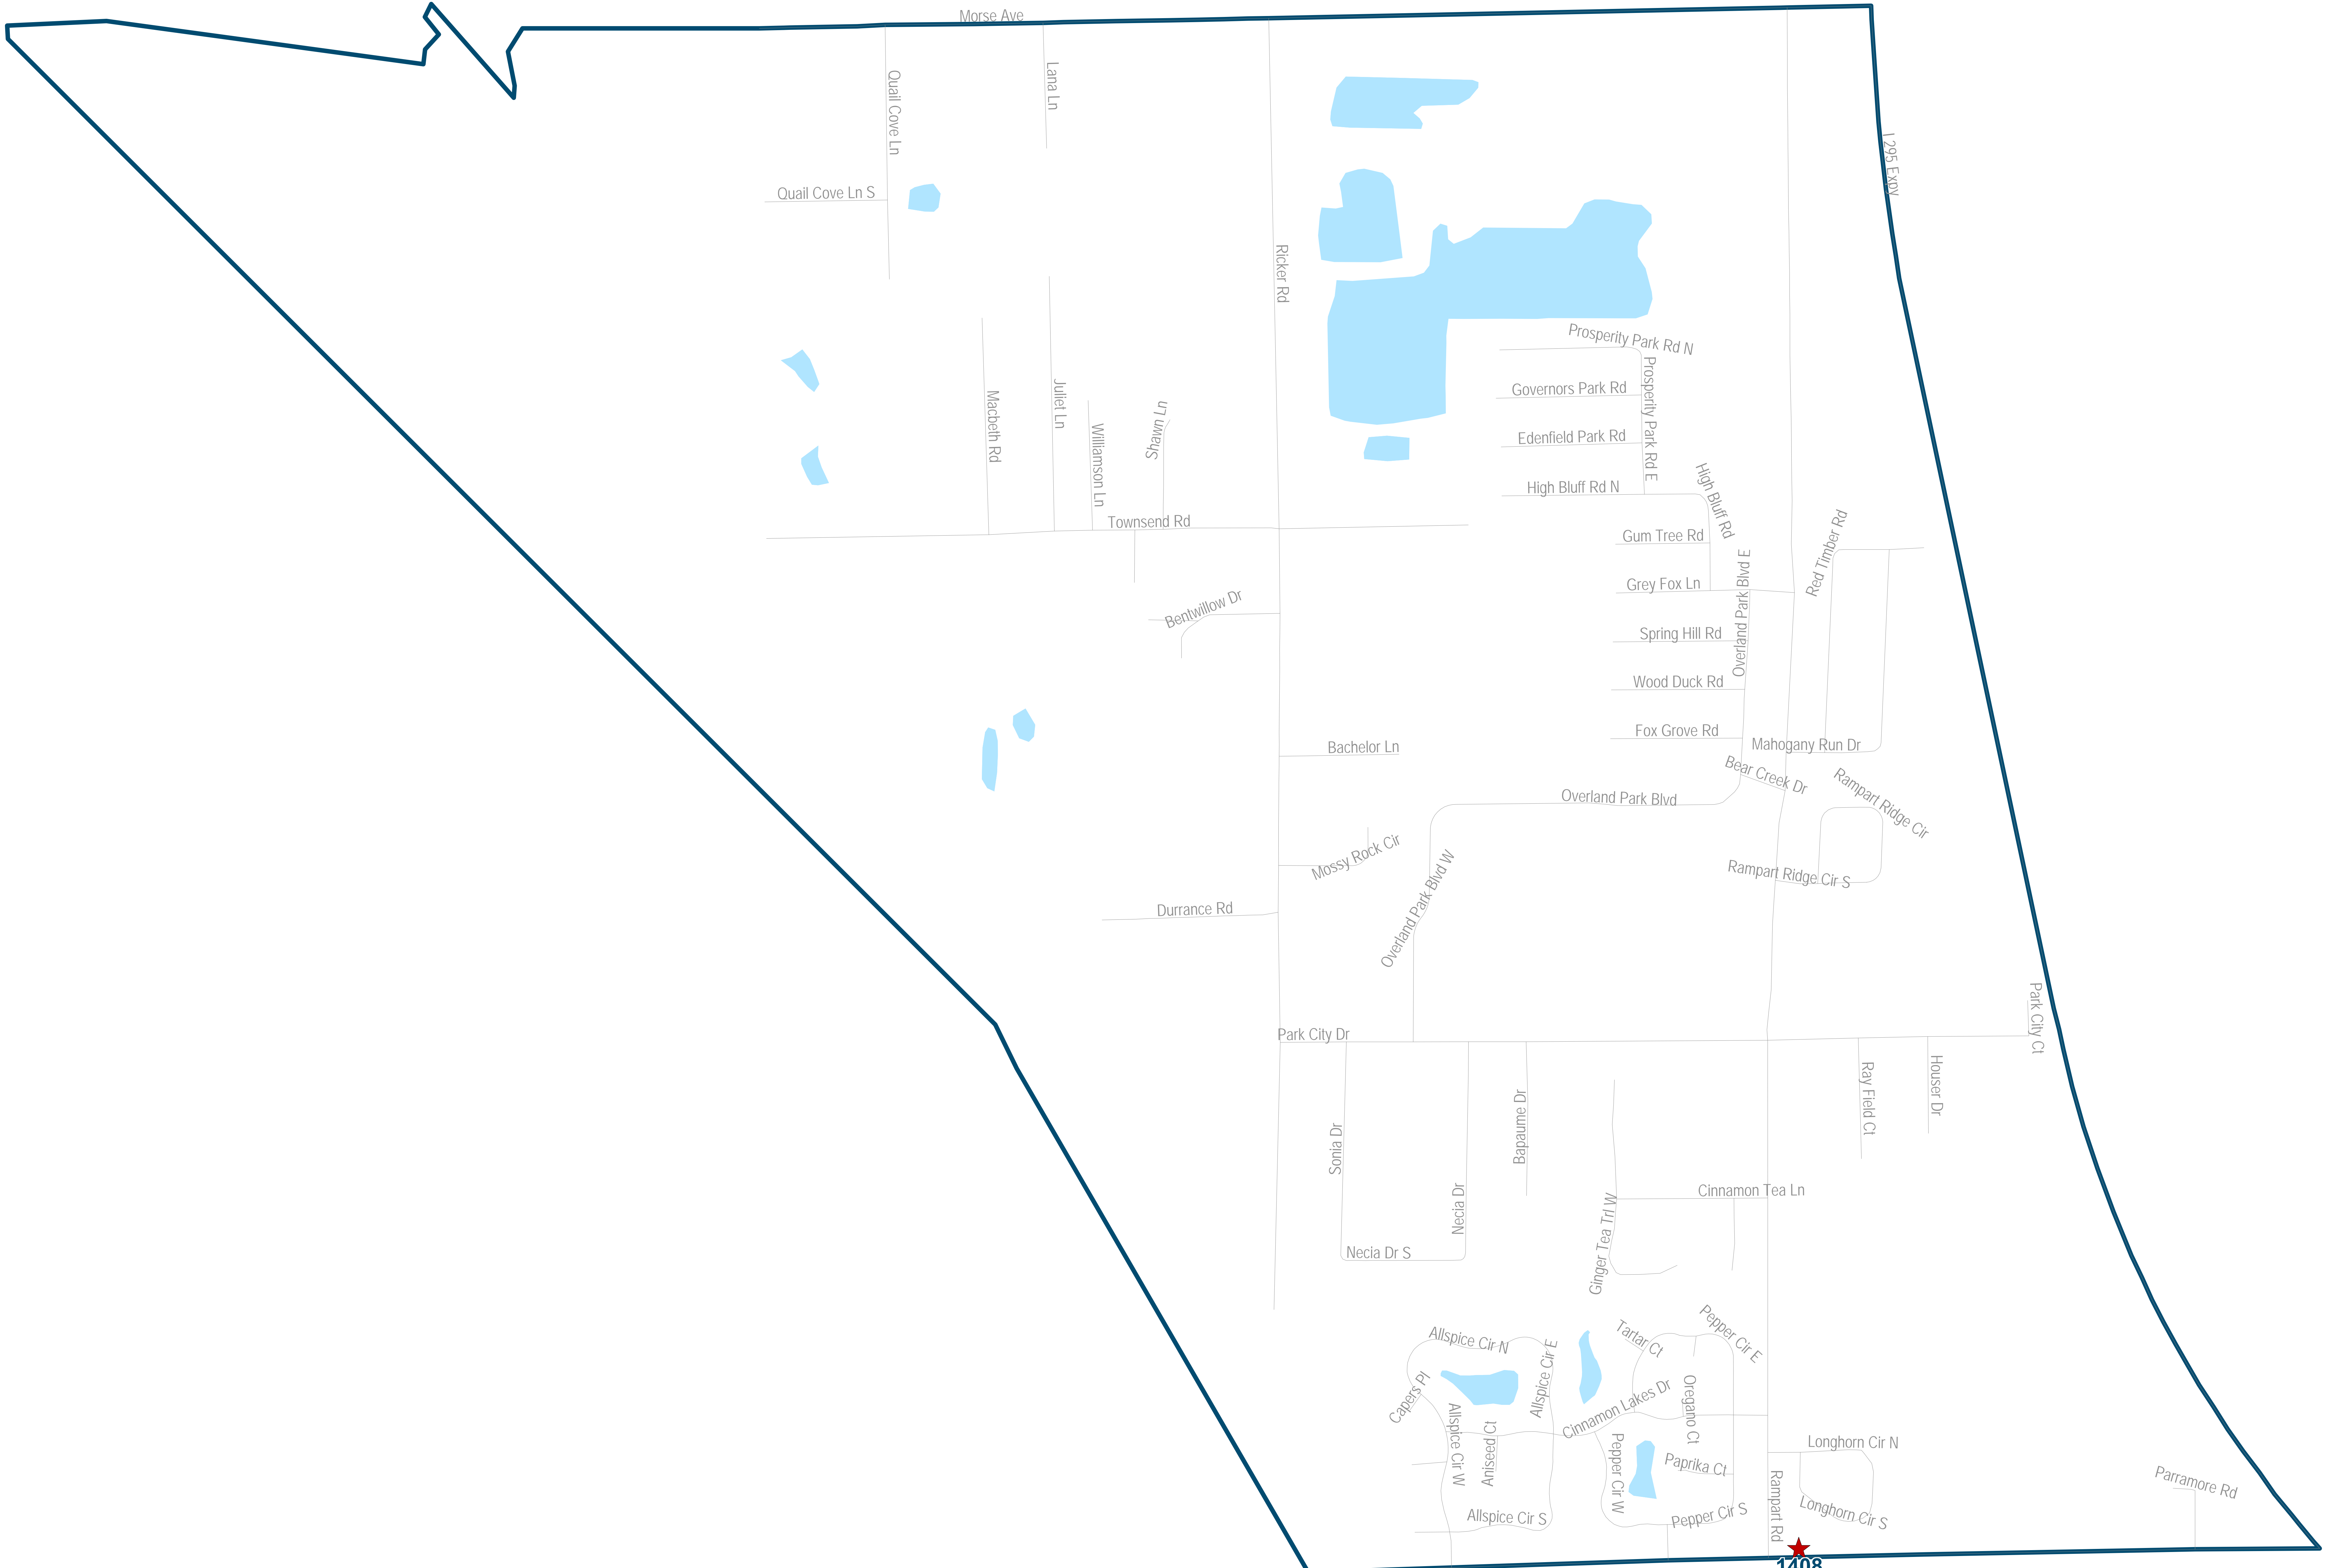 Morse Ave
Quail Cove Ln
Lana Ln
I 295 Expy
Quail Cove Ln S
Ricker Rd
Prosperity Park Rd N
Prosperity Park Rd E
Governors Park Rd
Macbeth Rd
Juliet Ln
Williamson Ln
Shawn Ln
Edenfield Park Rd
High Bluff Rd N
High Bluff Rd
Townsend Rd
Gum Tree Rd
Red Timber Rd
Grey Fox Ln
Overland Park Blvd E
Bentwillow Dr
Spring Hill Rd
Wood Duck Rd
Fox Grove Rd
Bachelor Ln
Mahogany Run Dr
Bear Creek Dr
Rampart Ridge Cir
Overland Park Blvd
Mossy Rock Cir
Overland Park Blvd W
Rampart Ridge Cir S
Durrance Rd
Park City Dr
Park City Ct
Sonia Dr
Necia Dr
Bapaume Dr
Ray Field Ct
Houser Dr
Cinnamon Tea Ln
Necia Dr S
Ginger Tea Trl W
Allspice Cir N
Allspice Cir E
Tartar Ct
Pepper Cir E
Capers Pl
Cinnamon Lakes Dr
Oregano Ct
Allspice Cir W
Aniseed Ct
Pepper Cir W
Paprika Ct
Longhorn Cir N
Rampart Rd
Parramore Rd
Allspice Cir S
Pepper Cir S
Longhorn Cir S
1408